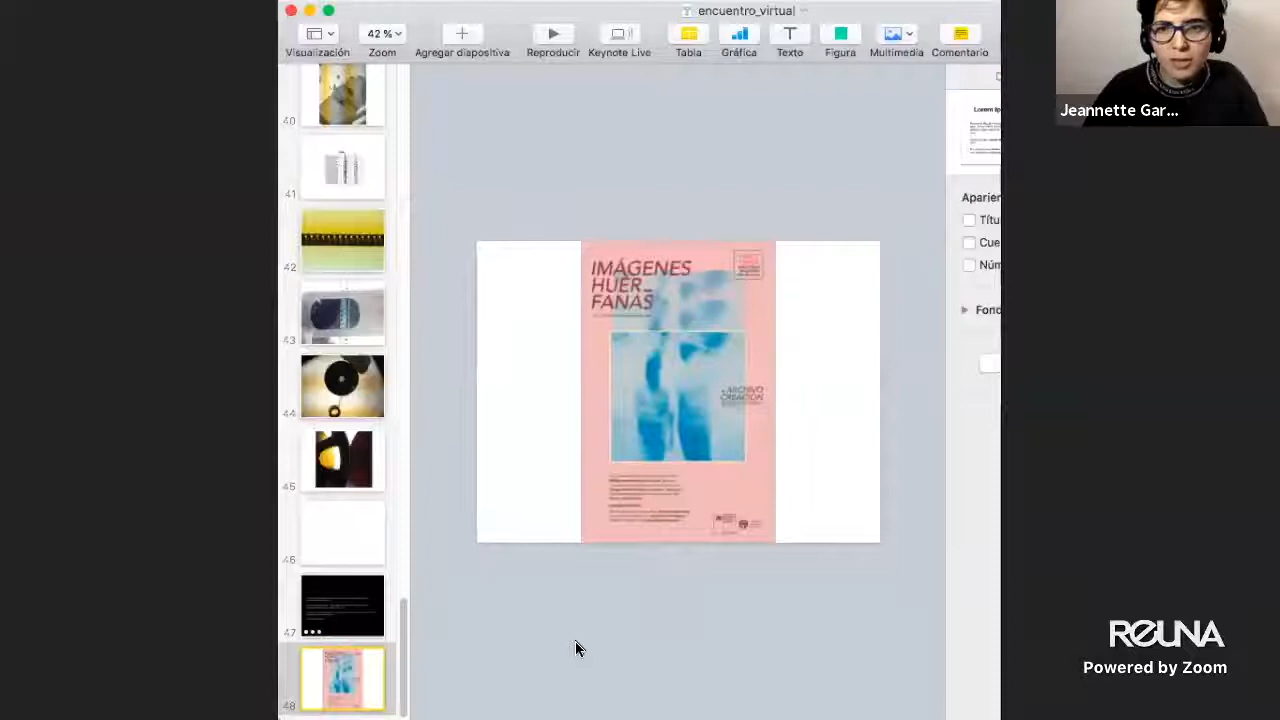 encuentro_virtual
42 %
Visualización
Zoom
Agregar diapositiva
Reproducir
Keynote Live
Tabla
Gráfica
Texto
Figura
Multimedia
Comentario
Jeannette Gar...
40
41
42
43
44
45
46
47
48
IMÁGENES
HUER_
FANAS
+ARCHIVO
CREACIÓN
Lorem Ip
Aparien
Títu
Cue
Núm
Fond
REUNA
Powered by Zoom